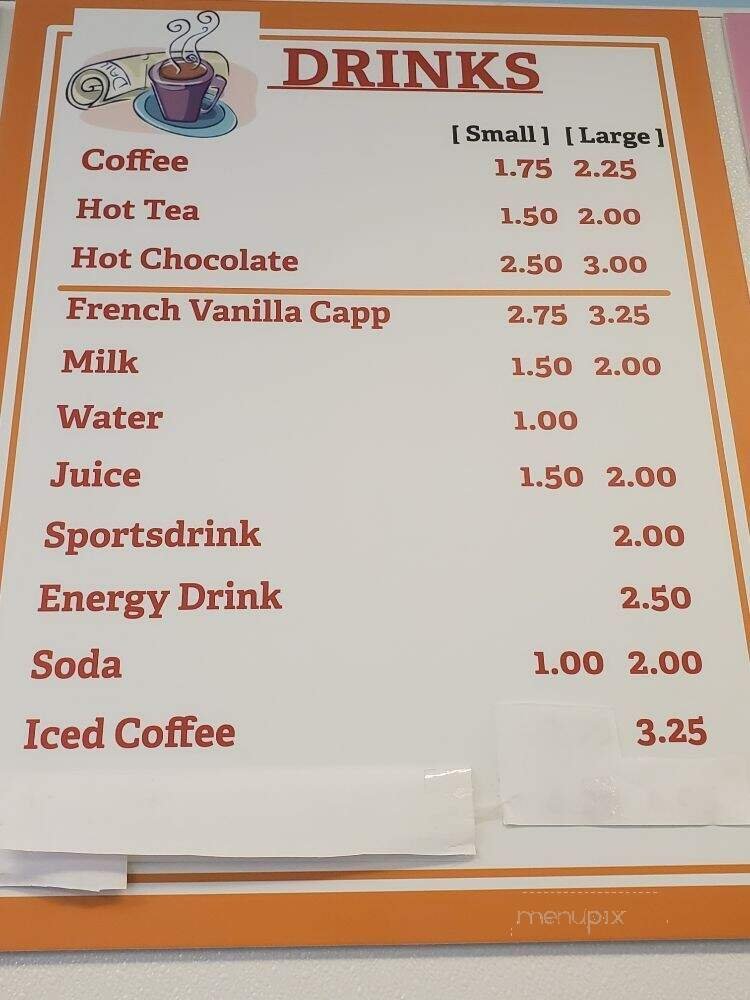 DRINKS
[ Small ] [ Large ]
Coffee 1.75 2.25
Hot Tea 1.50 2.00
Hot Chocolate 2.50 3.00
French Vanilla Capp 2.75 3.25
Milk 1.50 2.00
Water 1.00
Juice 1.50 2.00
Sportsdrink 2.00
Energy Drink 2.50
Soda 1.00 2.00
Iced Coffee 3.25
menupix